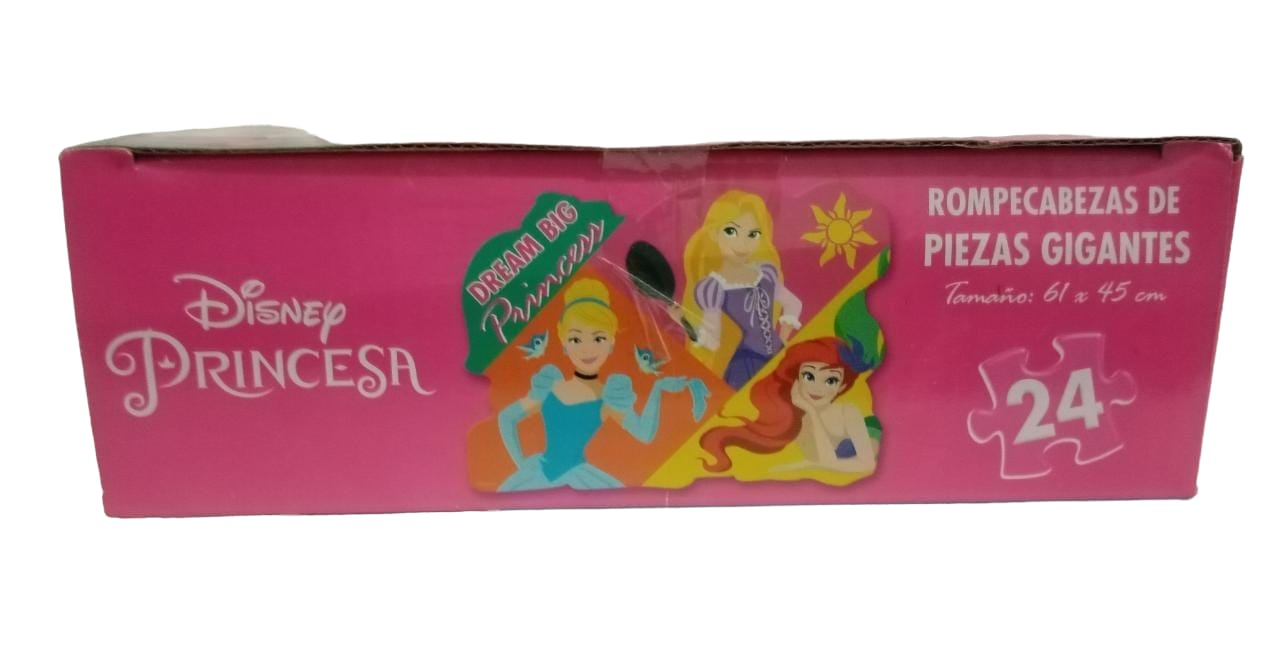 Disney
PRINCESA
DREAM BIG
Princess
ROMPECABEZAS DE
PIEZAS GIGANTES
Tamaño: 61 x 45 cm
24